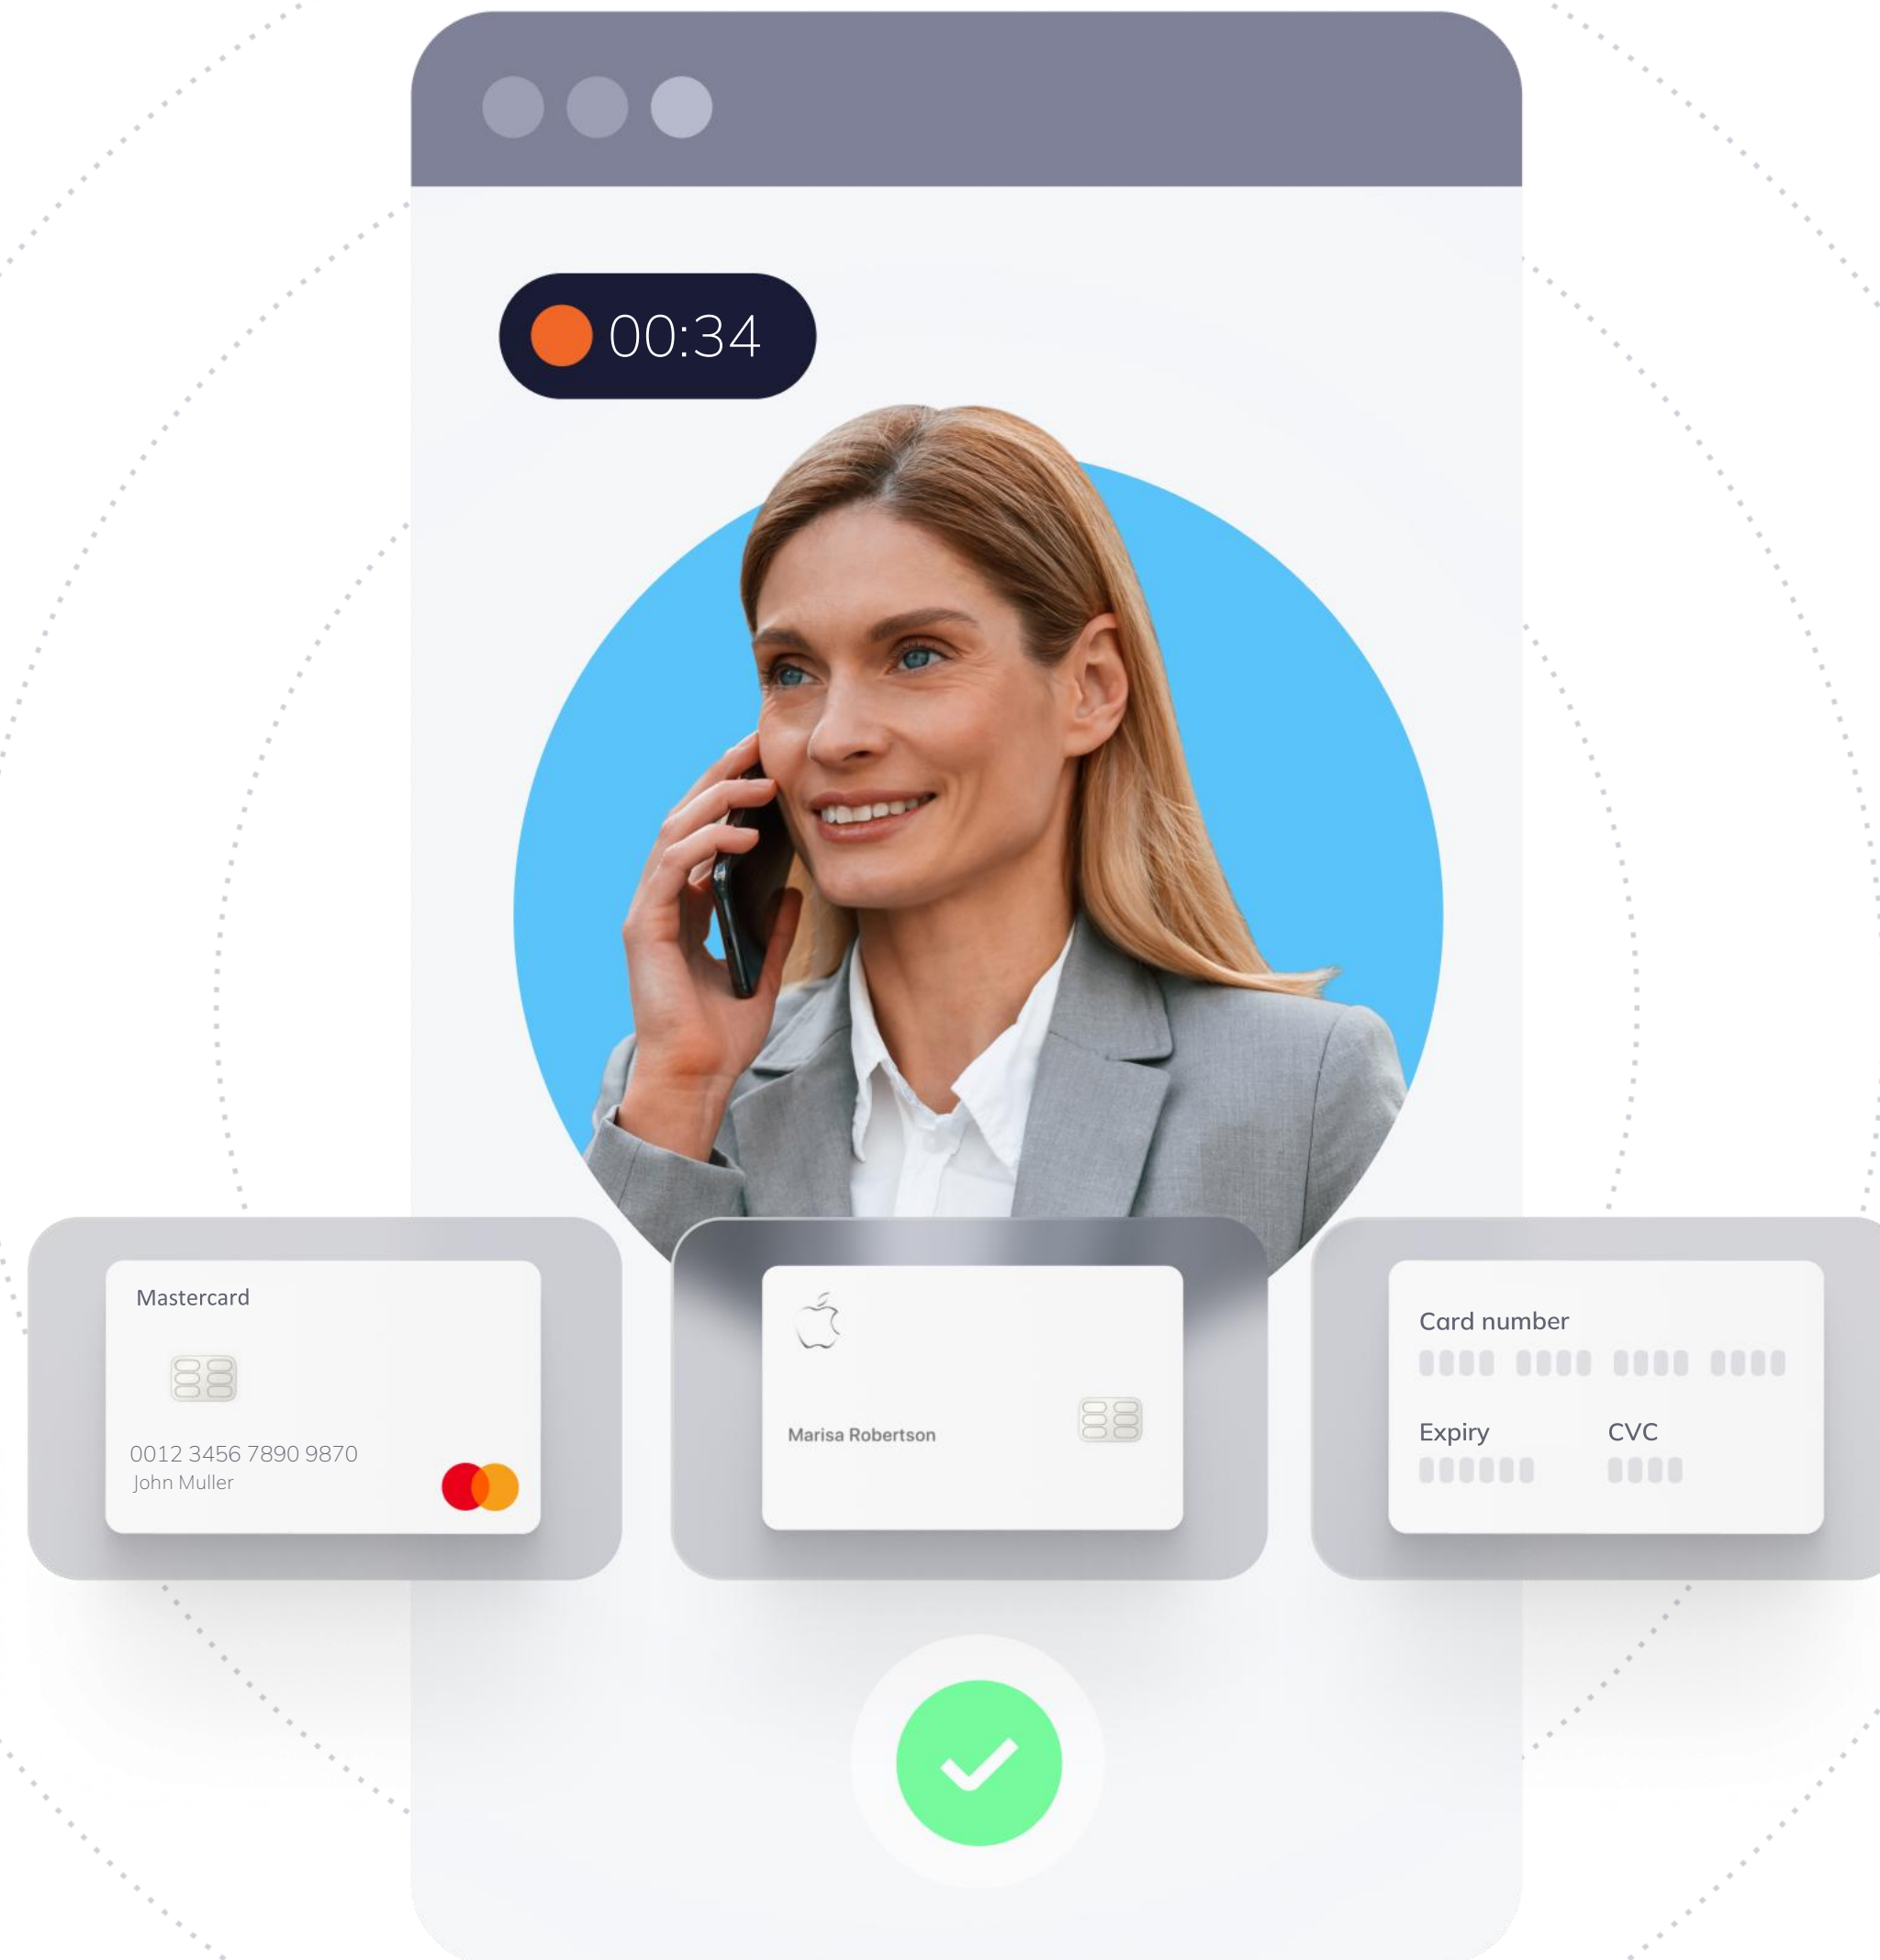 00:34
Mastercard
0012 3456 7890 9870
John Muller
Marisa Robertson
Card number
Expiry
CVC